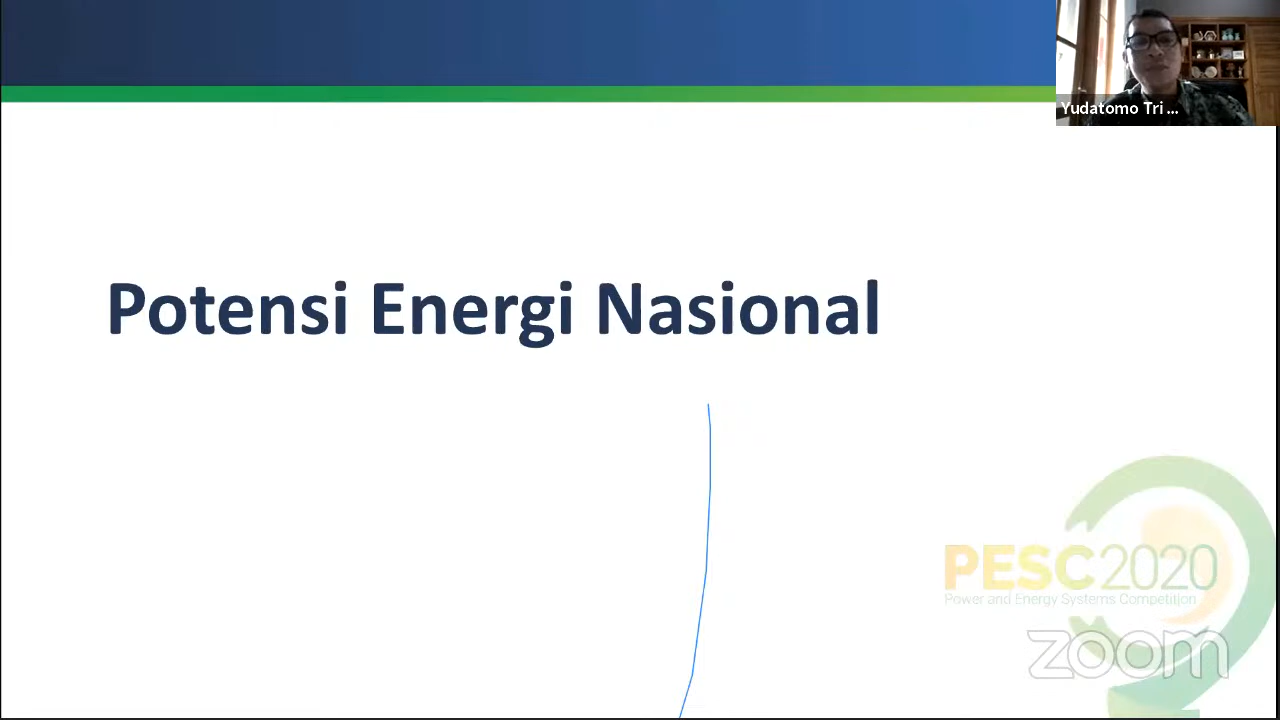 Yudatomo Tri ...
Potensi Energi Nasional
PESC2020
Power and Energy Systems Competition
zoom